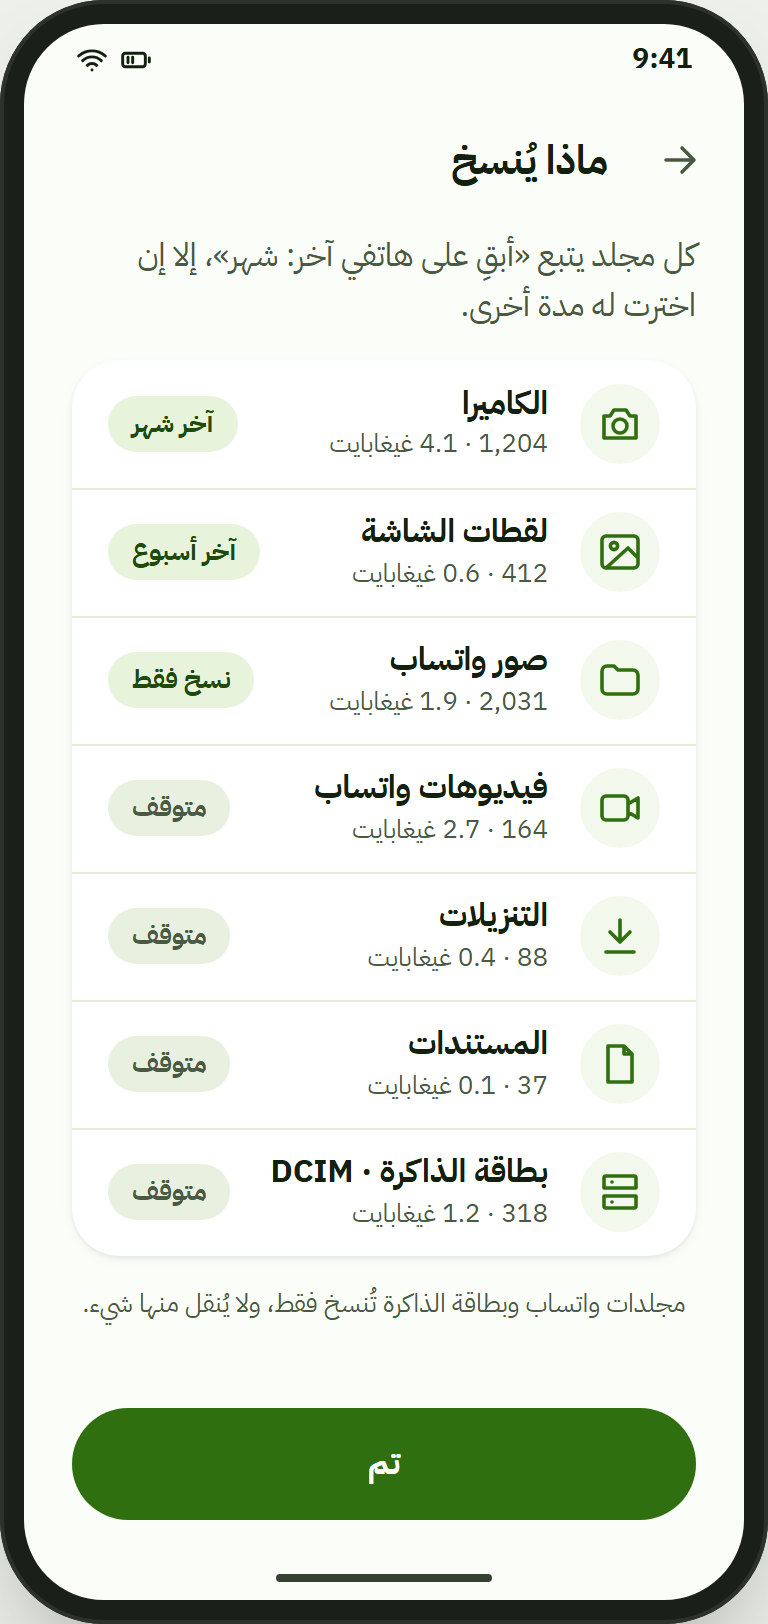 9:41
ماذا يُنسخ
كل مجلد يتبع «أبقِ على هاتفي آخر: شهر»، إلا إن
اخترت له مدة أخرى.
الكاميرا
1,204 · 4.1 غيغابايت
آخر شهر
لقطات الشاشة
412 · 0.6 غيغابايت
آخر أسبوع
صور واتساب
2,031 · 1.9 غيغابايت
نسخ فقط
فيديوهات واتساب
164 · 2.7 غيغابايت
متوقف
التنزيلات
88 · 0.4 غيغابايت
متوقف
المستندات
37 · 0.1 غيغابايت
متوقف
بطاقة الذاكرة · DCIM
318 · 1.2 غيغابايت
متوقف
مجلدات واتساب وبطاقة الذاكرة تُنسخ فقط، ولا يُنقل منها شيء.
تم